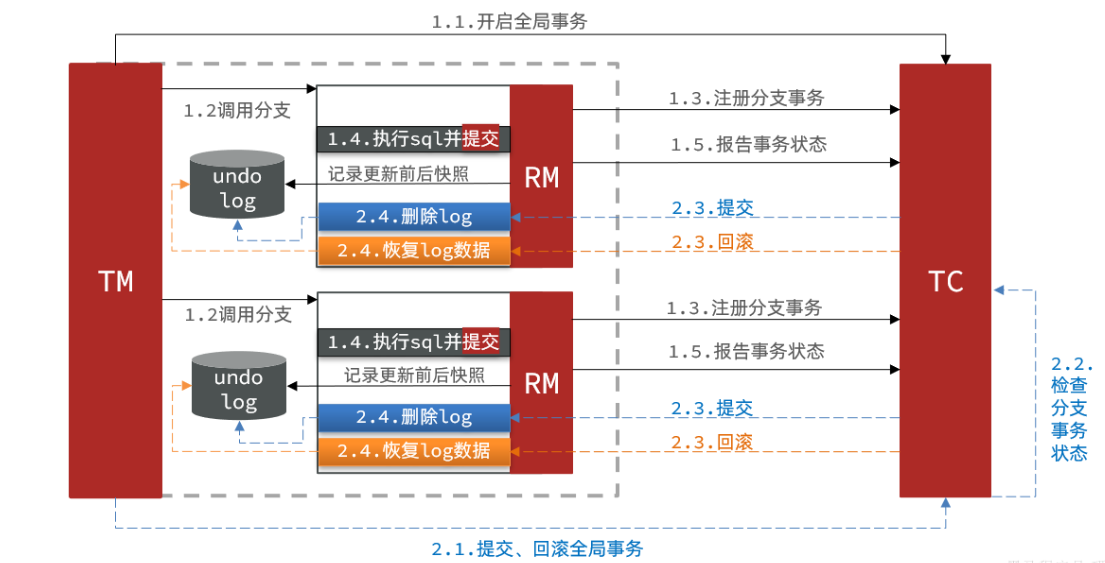 1.1.开启全局事务
TM
1.2调用分支
1.4.执行sql并提交
undo
log
记录更新前后快照
2.4.删除log
2.4.恢复log数据
RM
1.3.注册分支事务
1.5.报告事务状态
2.3.提交
2.3.回滚
TC
1.2调用分支
1.4.执行sql并提交
undo
log
记录更新前后快照
2.4.删除log
2.4.恢复log数据
RM
1.3.注册分支事务
1.5.报告事务状态
2.3.提交
2.3.回滚
2.2.
检查
分支
事务
状态
2.1.提交、回滚全局事务